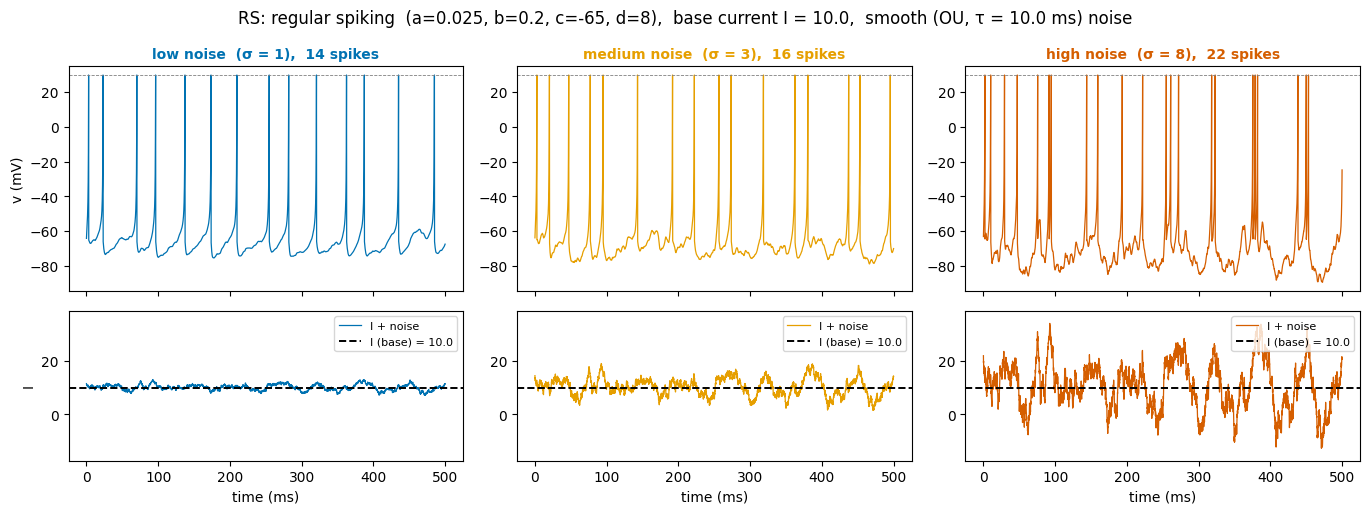 RS: regular spiking  (a=0.025, b=0.2, c=-65, d=8),  base current I = 10.0,  smooth (OU, τ = 10.0 ms) noise
low noise  (σ = 1),  14 spikes
medium noise  (σ = 3),  16 spikes
high noise  (σ = 8),  22 spikes
v (mV)
20
0
−20
−40
−60
−80
20
0
−20
−40
−60
−80
20
0
−20
−40
−60
−80
I
20
0
I + noise
I (base) = 10.0
0
100
200
300
400
500
time (ms)
20
0
I + noise
I (base) = 10.0
0
100
200
300
400
500
time (ms)
20
0
I + noise
I (base) = 10.0
0
100
200
300
400
500
time (ms)